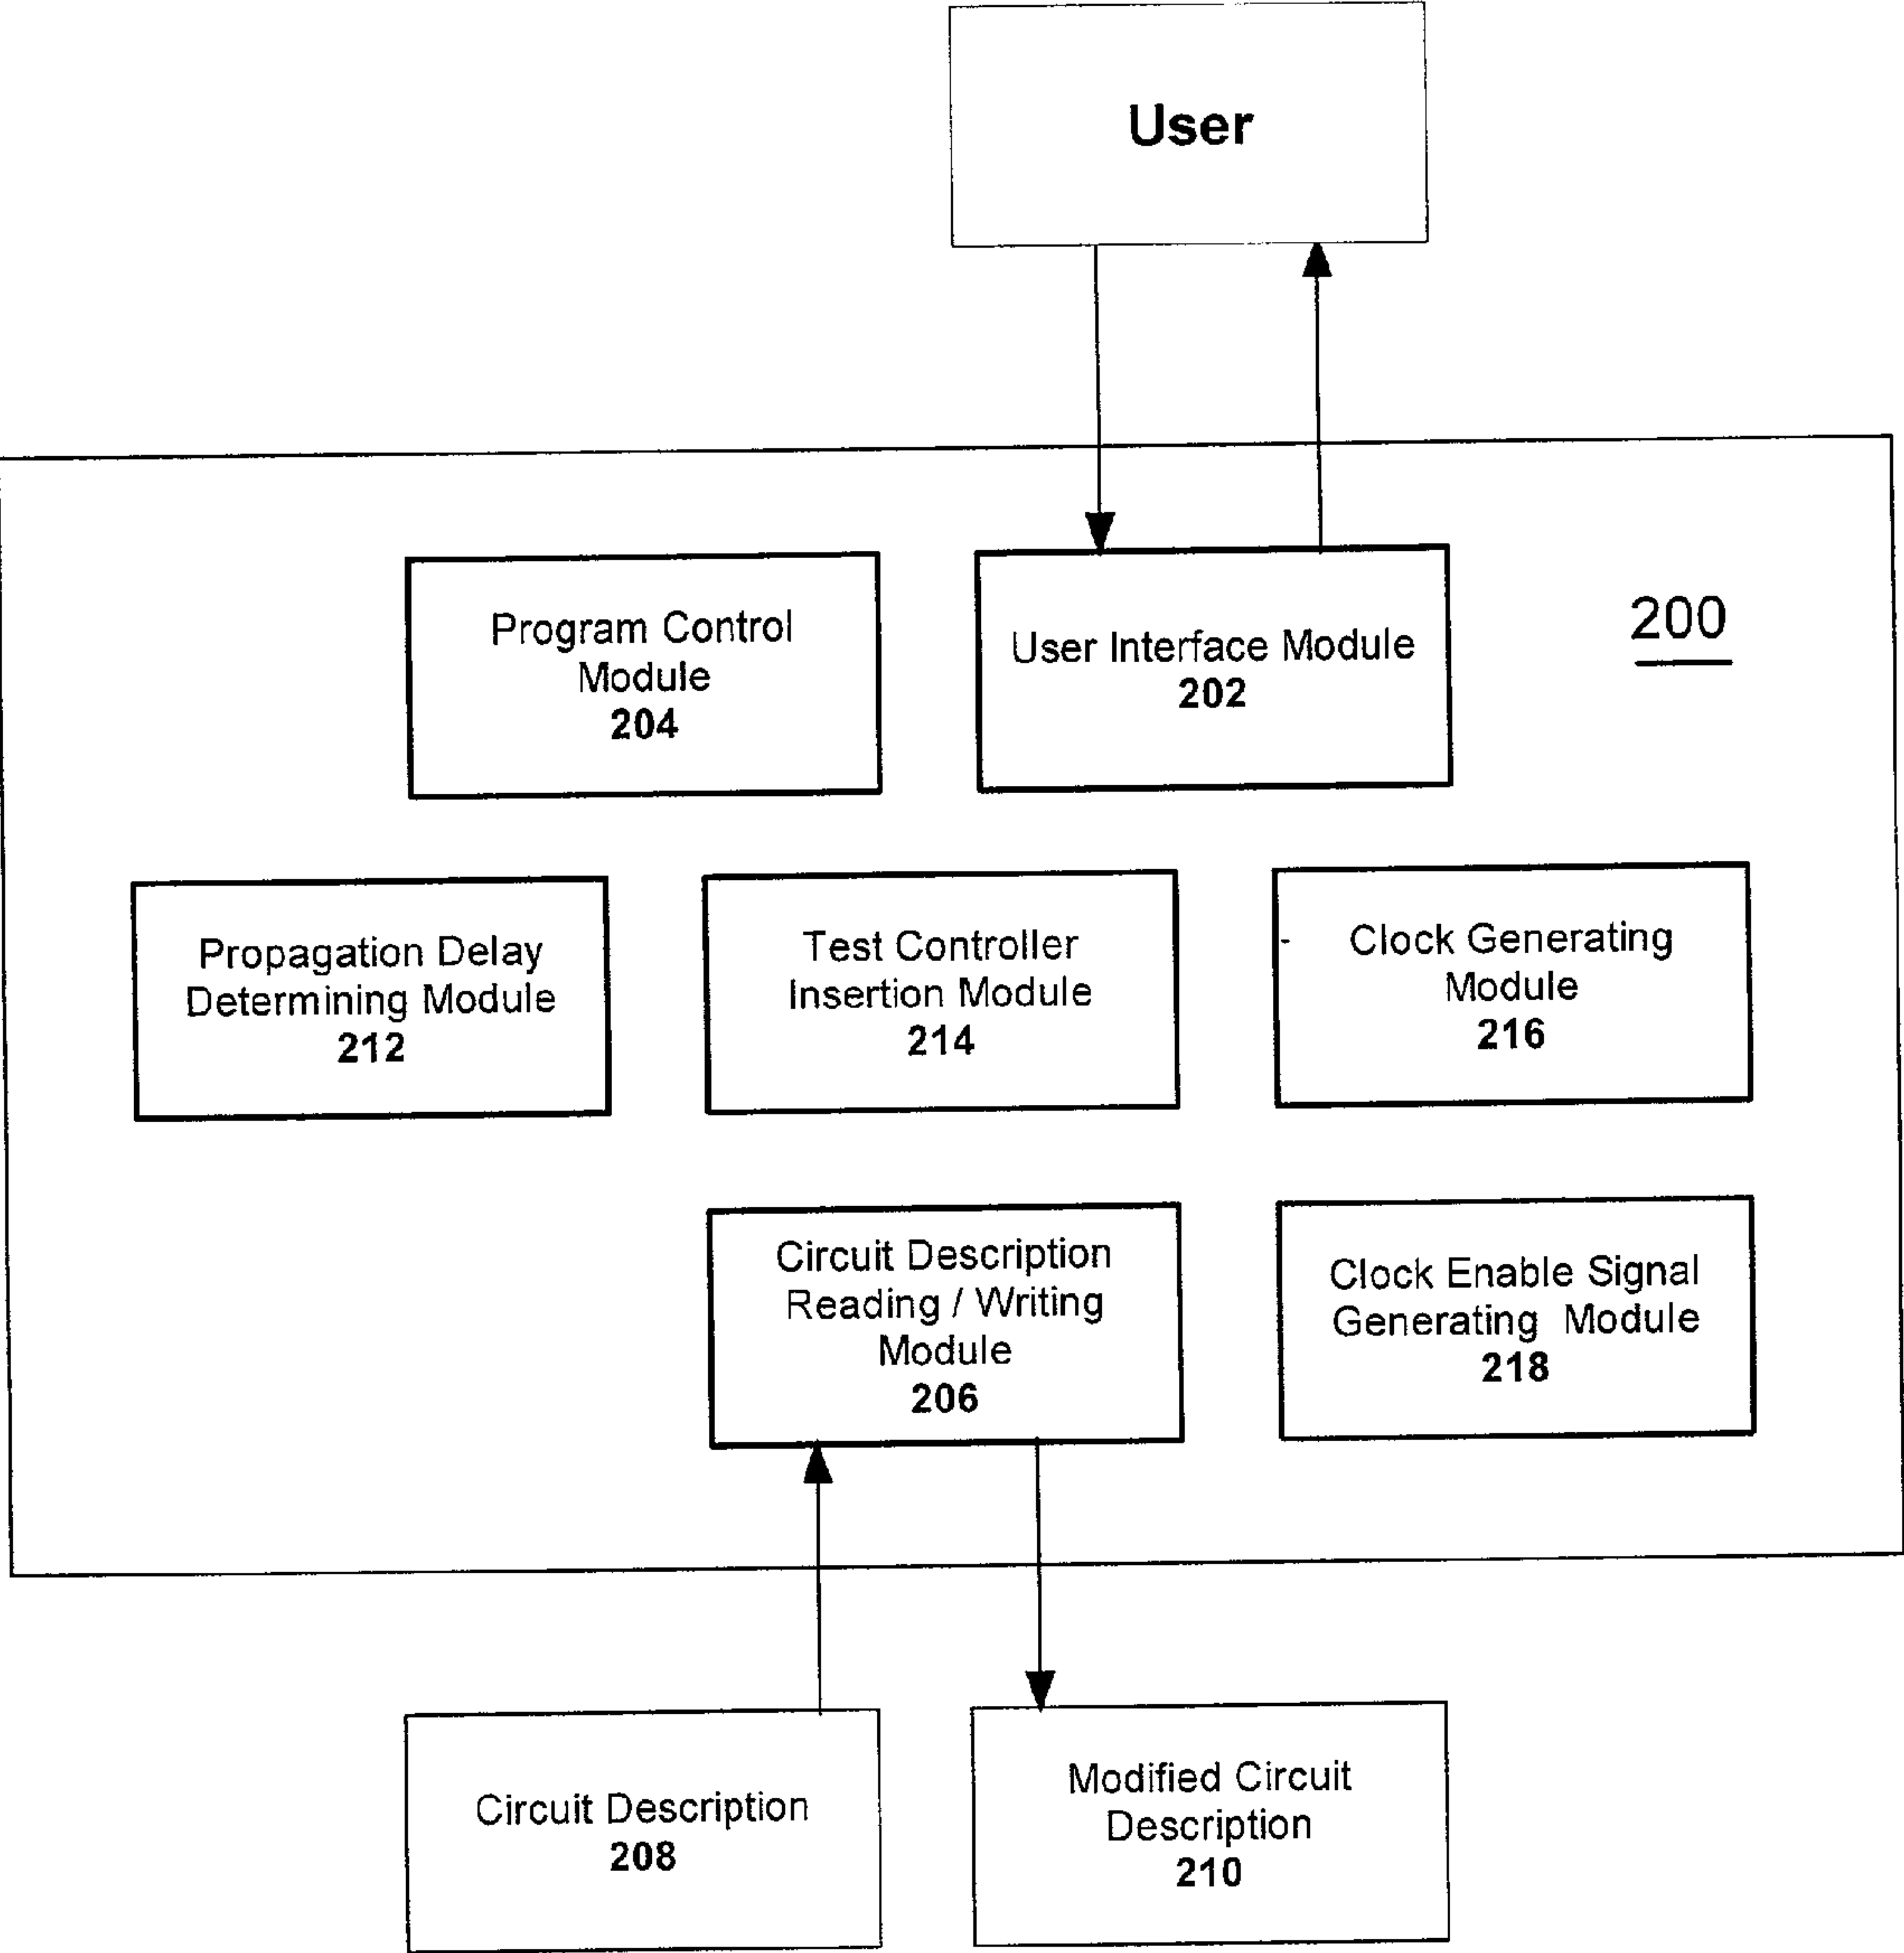 User
Program Control
Module
204
User Interface Module
202
200
Propagation Delay
Determining Module
212
Test Controller
Insertion Module
214
Clock Generating
Module
216
Circuit Description
Reading / Writing
Module
206
Clock Enable Signal
Generating Module
218
Circuit Description
208
Modified Circuit
Description
210